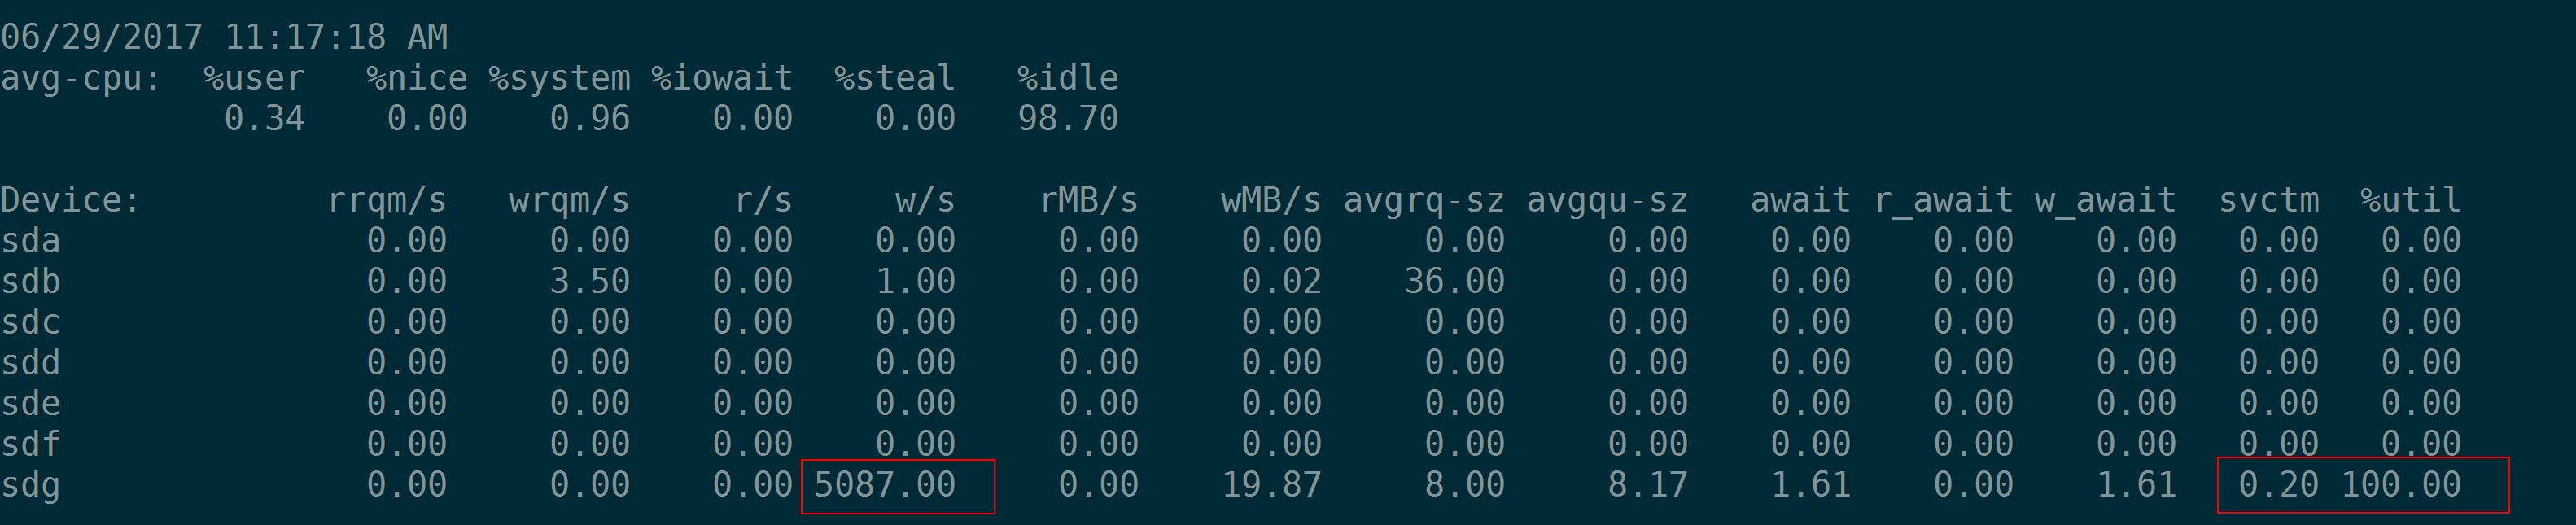 06/29/2017 11:17:18 AM
avg-cpu:  %user   %nice %system %iowait  %steal   %idle
           0.34    0.00    0.96    0.00    0.00   98.70
Device:         rrqm/s   wrqm/s     r/s     w/s    rMB/s    wMB/s avgrq-sz avgqu-sz   await r_await w_await  svctm  %util
sda               0.00     0.00    0.00    0.00     0.00     0.00     0.00     0.00    0.00    0.00    0.00   0.00   0.00
sdb               0.00     3.50    0.00    1.00     0.00     0.02    36.00     0.00    0.00    0.00    0.00   0.00   0.00
sdc               0.00     0.00    0.00    0.00     0.00     0.00     0.00     0.00    0.00    0.00    0.00   0.00   0.00
sdd               0.00     0.00    0.00    0.00     0.00     0.00     0.00     0.00    0.00    0.00    0.00   0.00   0.00
sde               0.00     0.00    0.00    0.00     0.00     0.00     0.00     0.00    0.00    0.00    0.00   0.00   0.00
sdf               0.00     0.00    0.00    0.00     0.00     0.00     0.00     0.00    0.00    0.00    0.00   0.00   0.00
sdg               0.00     0.00    0.00 5087.00     0.00    19.87     8.00     8.17    1.61    0.00    1.61   0.20 100.00